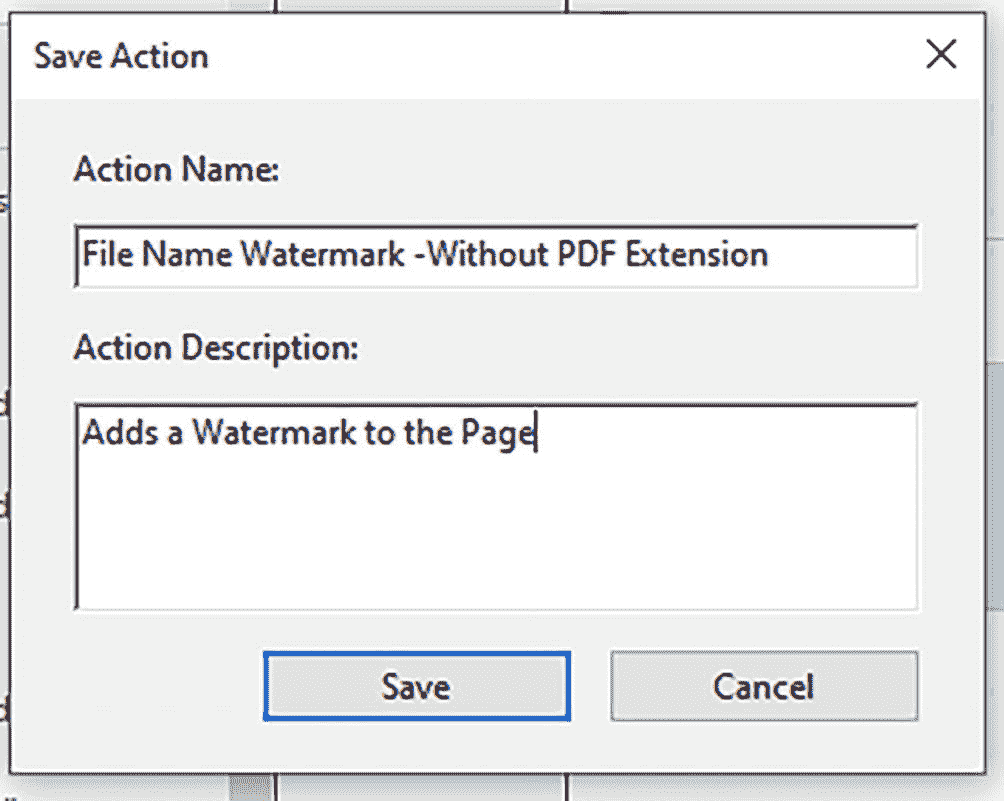 Save Action
Action Name:
File Name Watermark -Without PDF Extension
Action Description:
Adds a Watermark to the Page
Save
Cancel